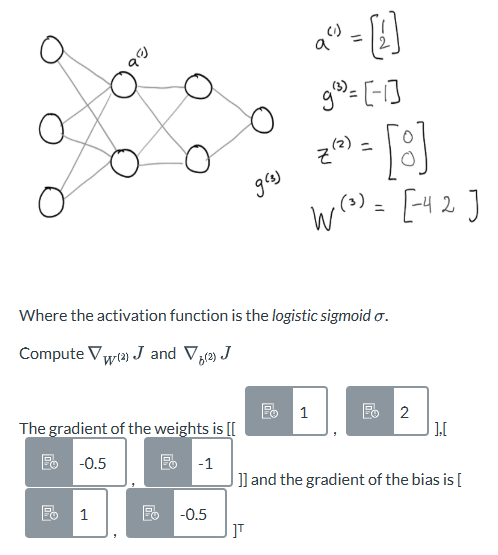 a⁽¹⁾
a⁽¹⁾ = [1 2]
g⁽³⁾ = [-1]
z⁽²⁾ = [0 0]
g⁽³⁾
W⁽³⁾ = [-4 2 ]
Where the activation function is the logistic sigmoid σ.
Compute ∇W⁽²⁾ J and ∇b⁽²⁾ J
The gradient of the weights is [[ 1 , 2 ],[
-0.5 , -1 ]] and the gradient of the bias is [
1 , -0.5 ]ᵀ